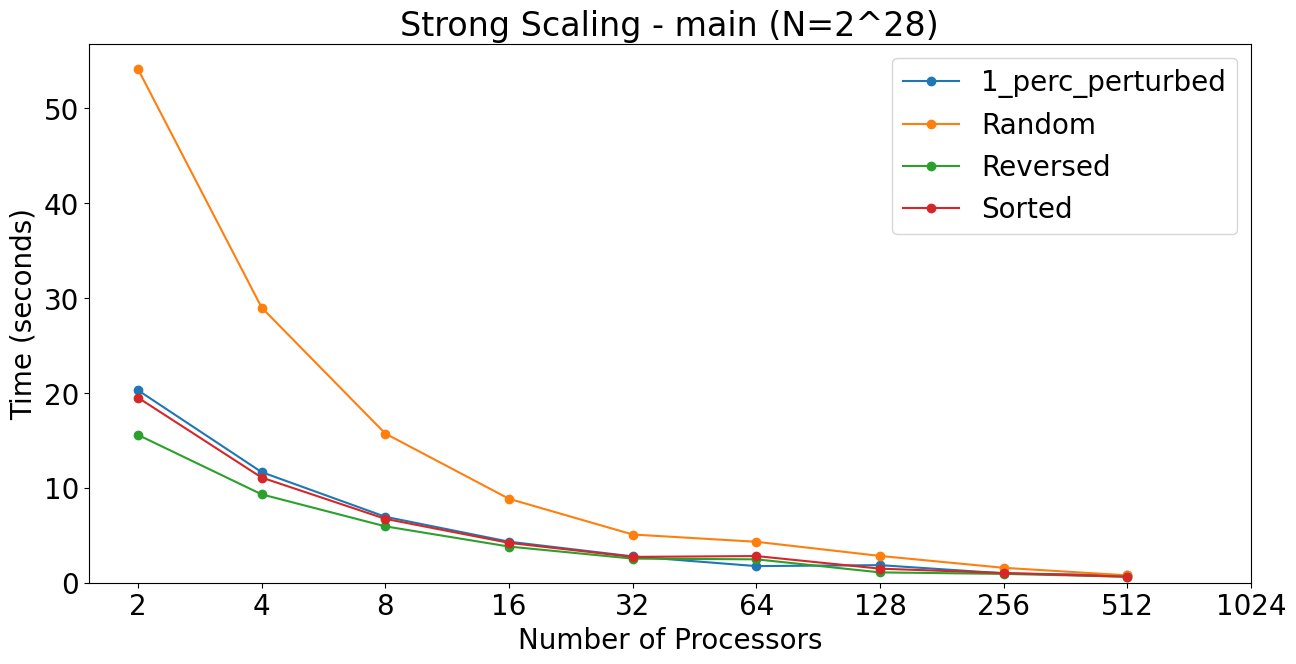 Strong Scaling - main (N=2^28)
1_perc_perturbed
Random
Reversed
Sorted
Time (seconds)
50
40
30
20
10
0
2 4 8 16 32 64 128 256 512 1024
Number of Processors